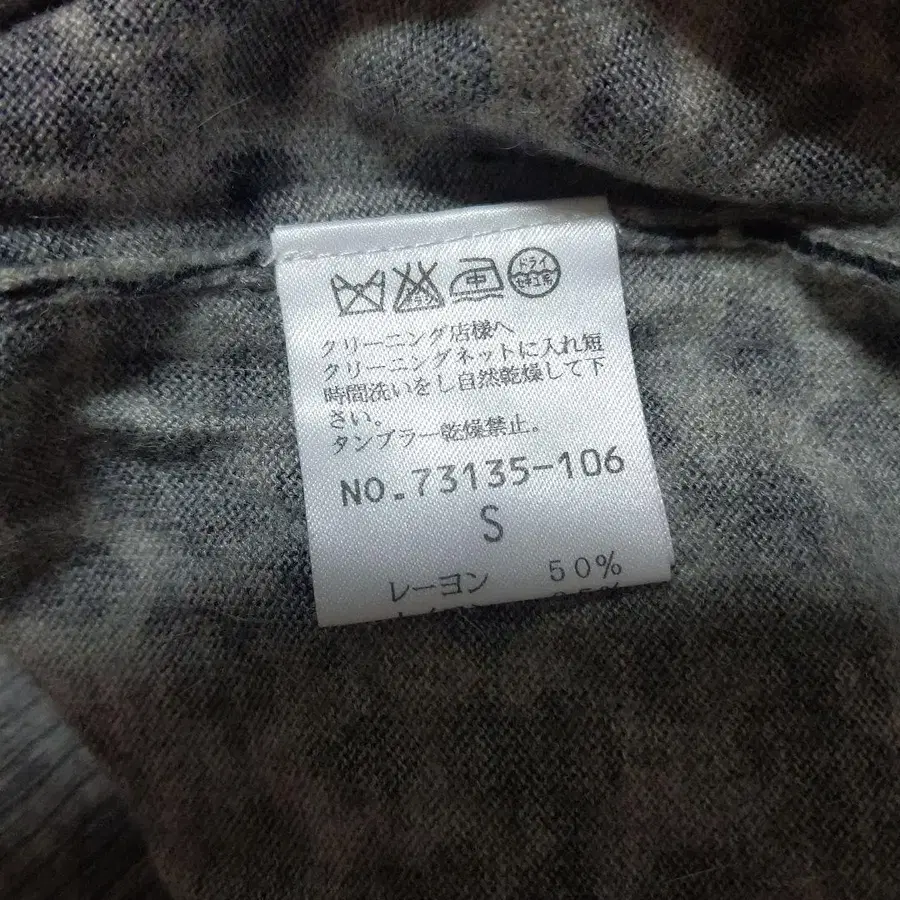 中 ドライ
クリーニング店様へ
クリーニングネットに入れ短
時間洗いをし自然乾燥して下
さい。
タンブラー乾燥禁止。
NO.73135-106
S
レーヨン 50%